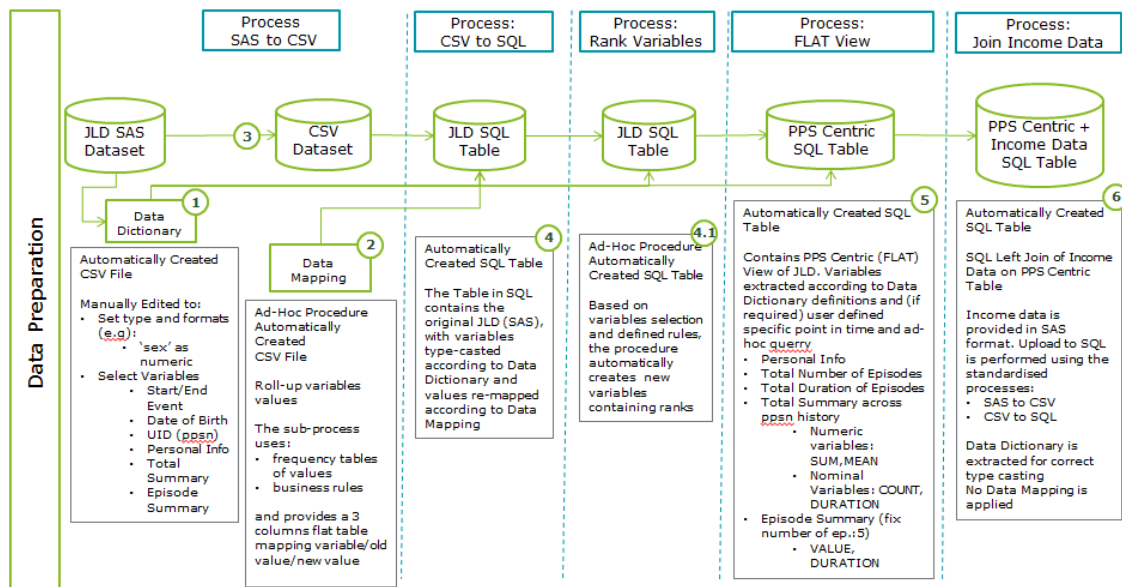 Data Preparation
Process
SAS to CSV
Process:
CSV to SQL
Process:
Rank Variables
Process:
FLAT View
Process:
Join Income Data
JLD SAS
Dataset
3
CSV
Dataset
JLD SQL
Table
JLD SQL
Table
PPS Centric
SQL Table
PPS Centric +
Income Data
SQL Table
1
Data
Dictionary
Automatically Created
CSV File
Manually Edited to:
• Set type and formats
(e.g):
• 'sex' as
numeric
• Select Variables
• Start/End
Event
• Date of Birth
• UID (ppsn)
• Personal Info
• Total
Summary
• Episode
Summary
2
Data
Mapping
Ad-Hoc Procedure
Automatically
Created
CSV File
Roll-up variables
values
The sub-process
uses:
• frequency tables
of values
• business rules
and provides a 3
columns flat table
mapping variable/old
value/new value
4
Automatically
Created SQL Table
The Table in SQL
contains the
original JLD (SAS),
with variables
type-casted
according to Data
Dictionary and
values re-mapped
according to Data
Mapping
4.1
Ad-Hoc Procedure
Automatically
Created SQL Table
Based on
variables selection
and defined rules,
the procedure
automatically
creates new
variables
containing ranks
5
Automatically Created SQL
Table
Contains PPS Centric (FLAT)
View of JLD. Variables
extracted according to Data
Dictionary definitions and (if
required) user defined
specific point in time and ad-
hoc querry
• Personal Info
• Total Number of Episodes
• Total Duration of Episodes
• Total Summary across
ppsn history
• Numeric
variables:
SUM,MEAN
• Nominal
Variables: COUNT,
DURATION
• Episode Summary (fix
number of ep.:5)
• VALUE,
DURATION
6
Automatically Created
SQL Table
SQL Left Join of Income
Data on PPS Centric
Table
Income data is
provided in SAS
format. Upload to SQL
is performed using the
standardised
processes:
• SAS to CSV
• CSV to SQL
Data Dictionary is
extracted for correct
type casting
No Data Mapping is
applied